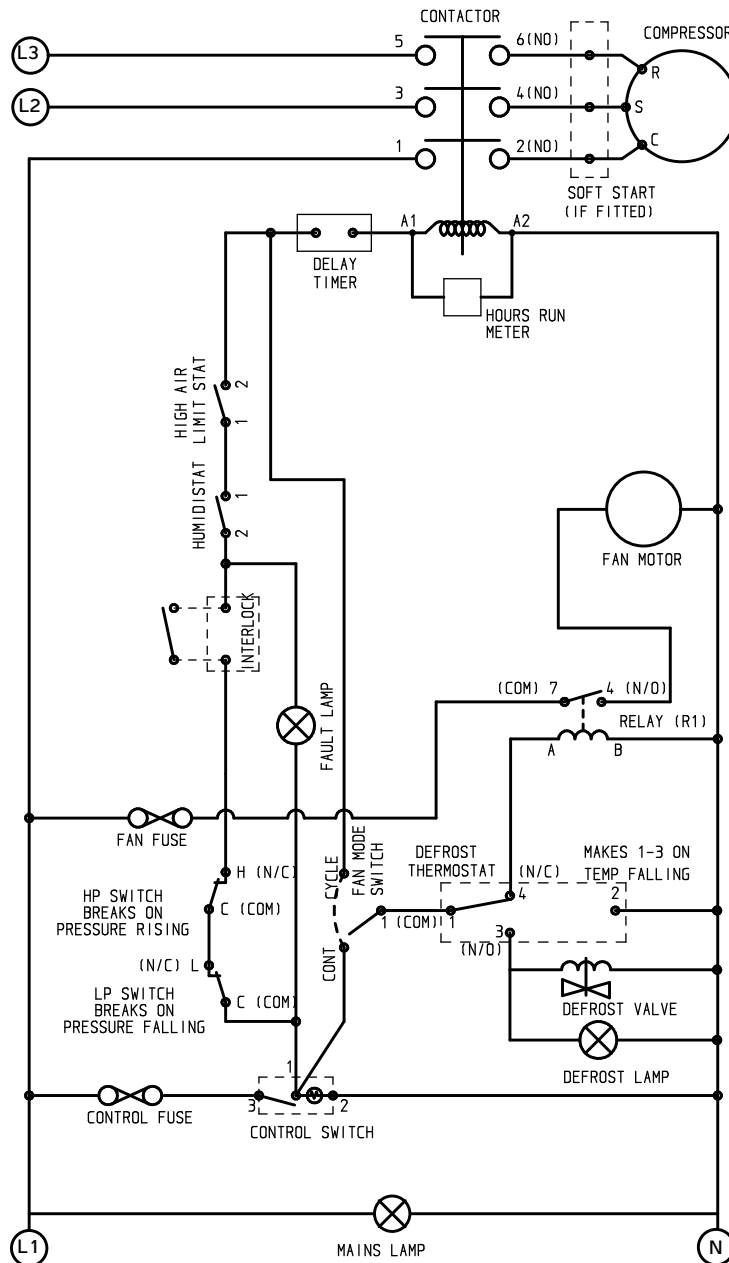 CONTACTOR
COMPRESSOR
L3
5
6(NO)
R
L2
3
4(NO)
S
1
2(NO)
C
SOFT START
(IF FITTED)
A1
A2
DELAY
TIMER
HOURS RUN
METER
HIGH AIR
LIMIT STAT
2
1
HUMIDISTAT
1
2
FAN MOTOR
INTERLOCK
(COM) 7
4 (N/O)
RELAY (R1)
A
B
FAULT LAMP
FAN FUSE
CYCLE
FAN MODE
SWITCH
CONT
DEFROST
THERMOSTAT
(N/C)
MAKES 1-3 ON
TEMP FALLING
H (N/C)
HP SWITCH
BREAKS ON
PRESSURE RISING
C (COM)
1 (COM)
1
4
2
3
(N/O)
(N/C) L
LP SWITCH
BREAKS ON
PRESSURE FALLING
C (COM)
DEFROST VALVE
DEFROST LAMP
1
3
2
CONTROL FUSE
CONTROL SWITCH
L1
MAINS LAMP
N